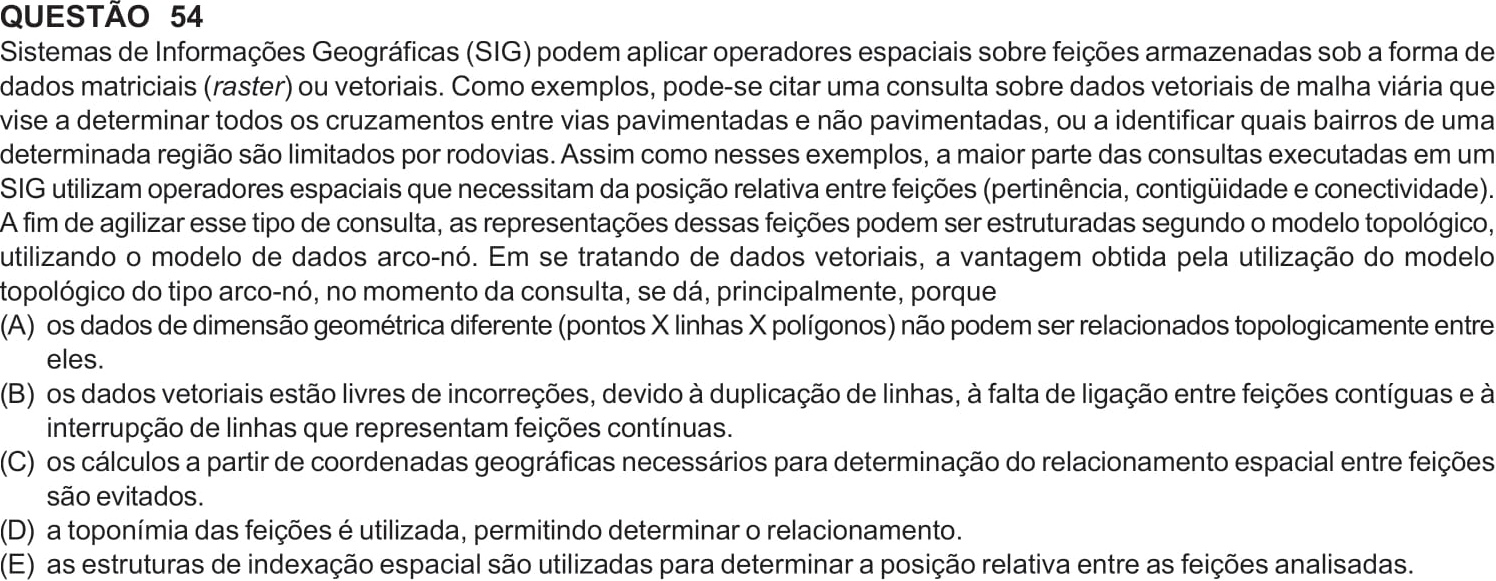 QUESTÃO 54
Sistemas de Informações Geográficas (SIG) podem aplicar operadores espaciais sobre feições armazenadas sob a forma de
dados matriciais (raster) ou vetoriais. Como exemplos, pode-se citar uma consulta sobre dados vetoriais de malha viária que
vise a determinar todos os cruzamentos entre vias pavimentadas e não pavimentadas, ou a identificar quais bairros de uma
determinada região são limitados por rodovias. Assim como nesses exemplos, a maior parte das consultas executadas em um
SIG utilizam operadores espaciais que necessitam da posição relativa entre feições (pertinência, contigüidade e conectividade).
A fim de agilizar esse tipo de consulta, as representações dessas feições podem ser estruturadas segundo o modelo topológico,
utilizando o modelo de dados arco-nó. Em se tratando de dados vetoriais, a vantagem obtida pela utilização do modelo
topológico do tipo arco-nó, no momento da consulta, se dá, principalmente, porque
(A) os dados de dimensão geométrica diferente (pontos X linhas X polígonos) não podem ser relacionados topologicamente entre
eles.
(B) os dados vetoriais estão livres de incorreções, devido à duplicação de linhas, à falta de ligação entre feições contíguas e à
interrupção de linhas que representam feições contínuas.
(C) os cálculos a partir de coordenadas geográficas necessários para determinação do relacionamento espacial entre feições
são evitados.
(D) a toponímia das feições é utilizada, permitindo determinar o relacionamento.
(E) as estruturas de indexação espacial são utilizadas para determinar a posição relativa entre as feições analisadas.